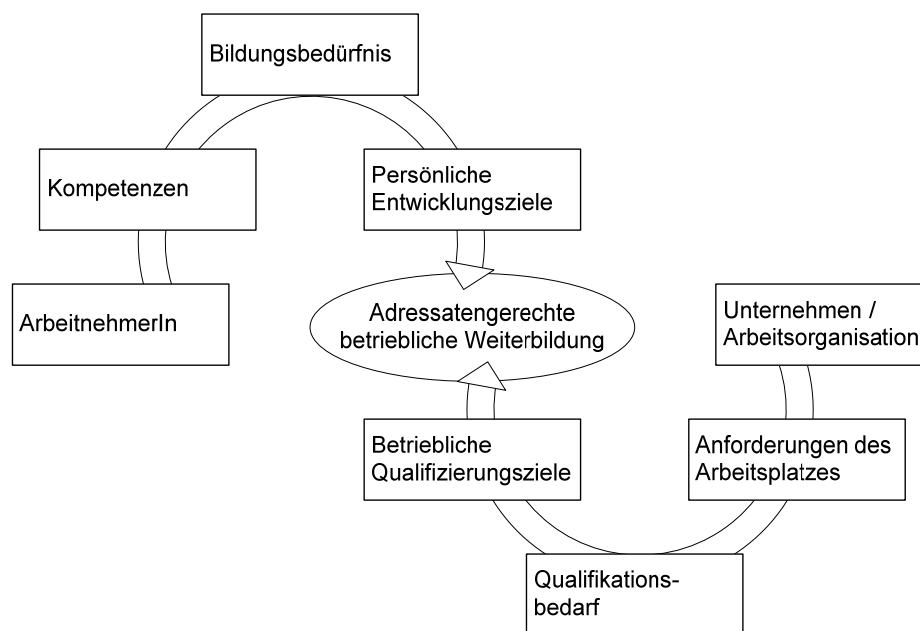 Bildungsbedürfnis
Kompetenzen
Persönliche
Entwicklungsziele
ArbeitnehmerIn
Adressatengerechte
betriebliche Weiterbildung
Unternehmen /
Arbeitsorganisation
Betriebliche
Qualifizierungsziele
Anforderungen des
Arbeitsplatzes
Qualifikations-
bedarf